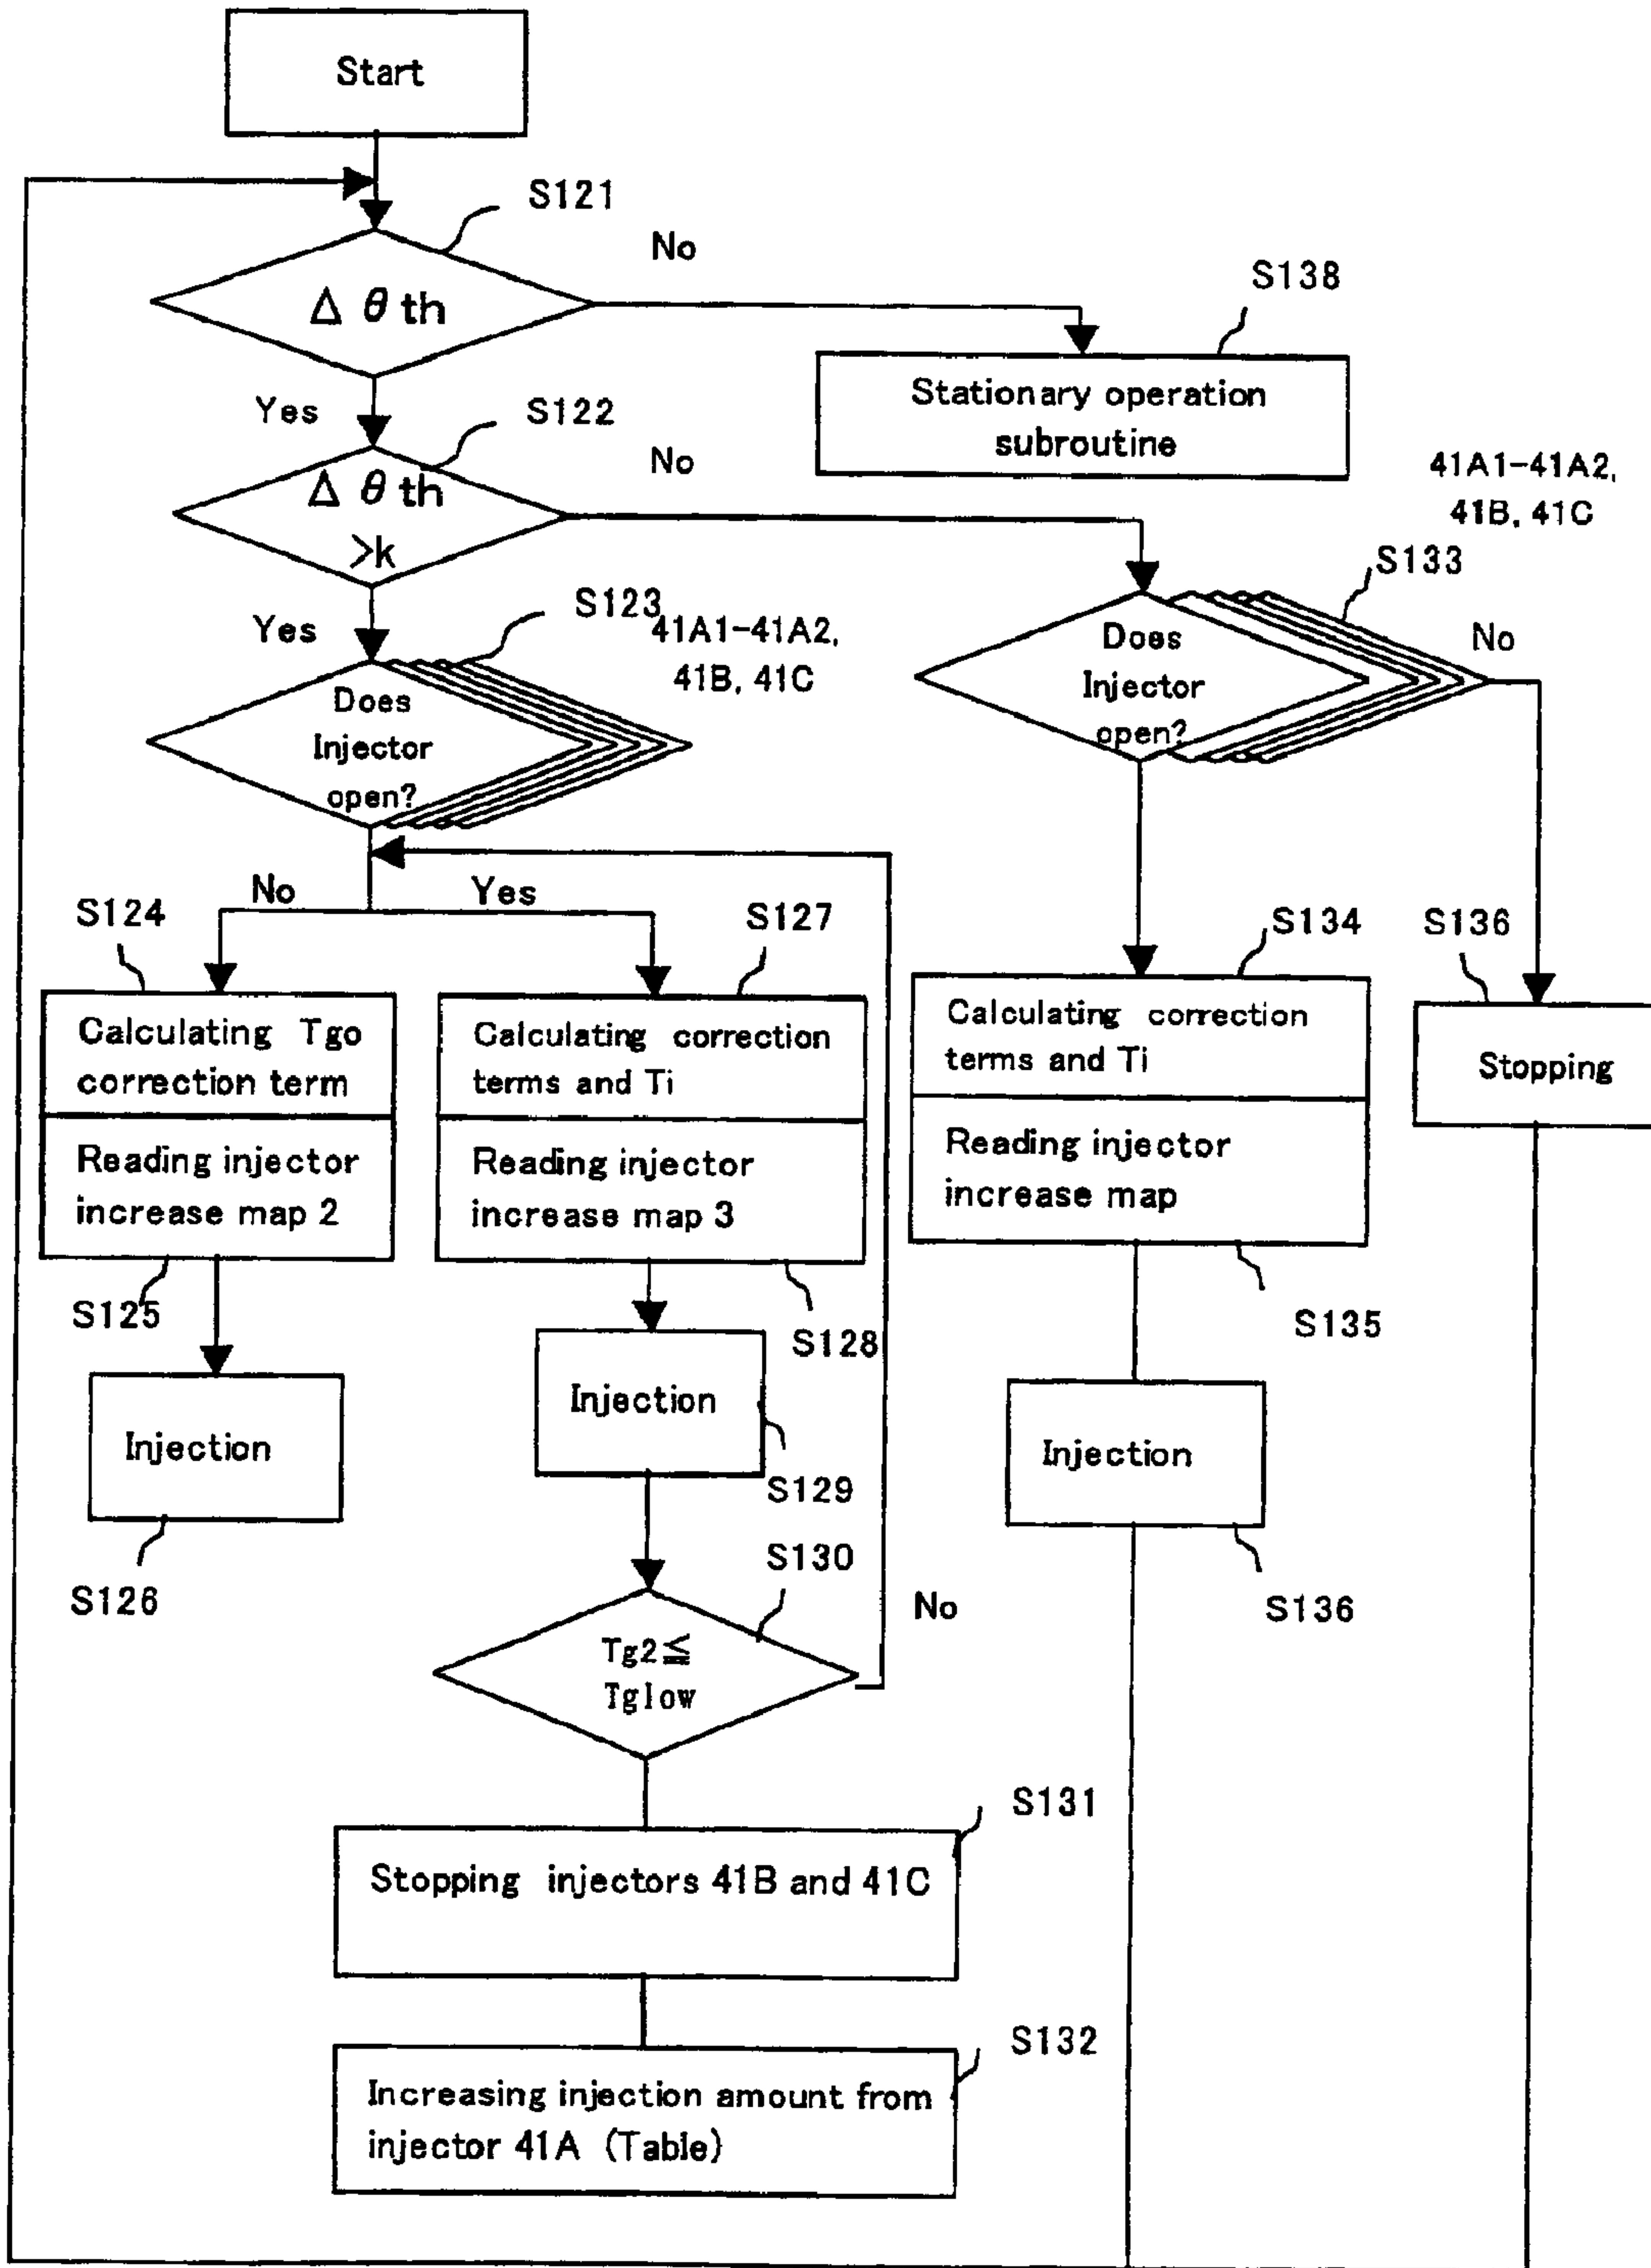 Start
S121
No
Δ θ th
S138
Stationary operation
subroutine
Yes
S122
No
Δ θ th
>k
41A1-41A2,
41B, 41C
S133
Yes
S123
41A1-41A2,
41B, 41C
Does
Injector
open?
Does
Injector
open?
No
No
Yes
S124
S127
S134
S136
Calculating Tgo
correction term
Reading injector
increase map 2
Calculating correction
terms and Ti
Reading injector
increase map 3
Calculating correction
terms and Ti
Reading injector
increase map
Stopping
S125
S128
S135
Injection
Injection
Injection
S126
S129
S136
S130
No
Tg2≦
Tglow
S131
Stopping injectors 41B and 41C
S132
Increasing injection amount from
injector 41A (Table)